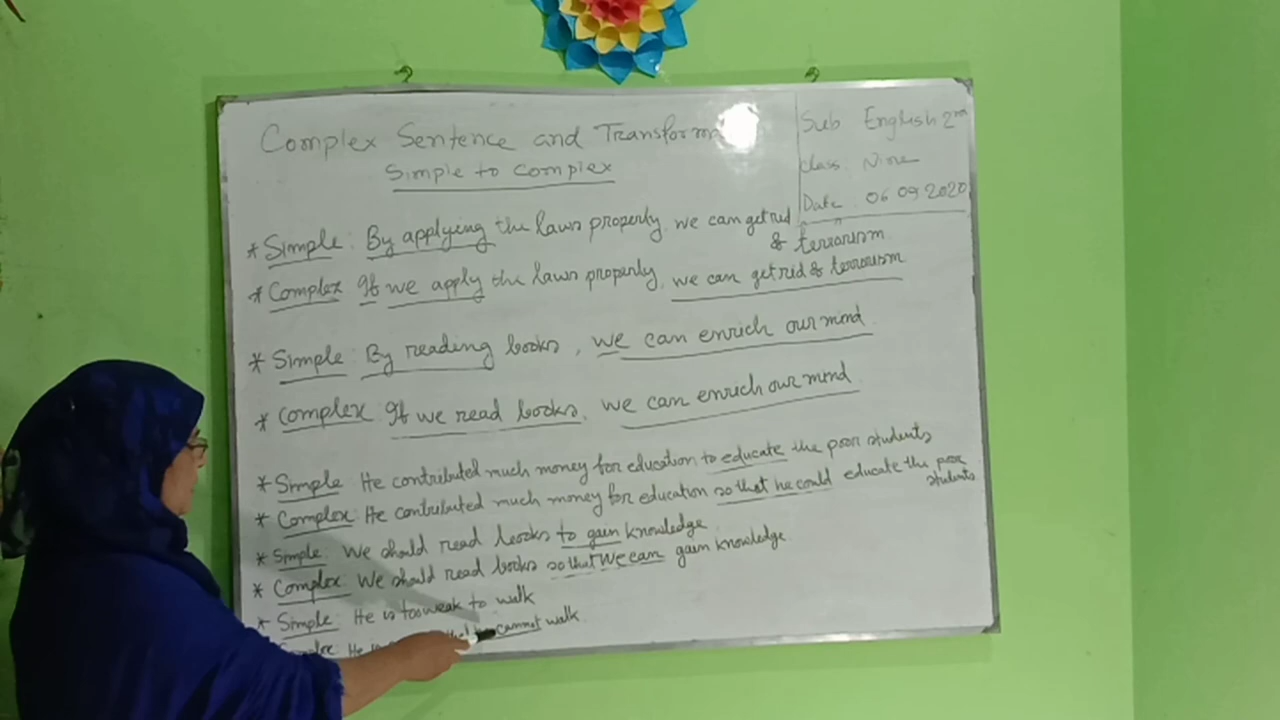 Complex Sentence and Transform
Simple to Complex
Sub English 2nd
Class Nine
Date 06 09 2020
* Simple: By applying the laws properly we can get rid
of terrorism
* Complex If we apply the laws properly, we can get rid of terrorism
* Simple: By reading books, we can enrich our mind
* Complex: If we read books, we can enrich our mind
* Simple: He contributed much money for education to educate the poor students
* Complex: He contributed much money for education so that he could educate the poor
students
* Simple: We should read books to gain knowledge
* Complex: We should read books so that we can gain knowledge
* Simple: He is too weak to walk
Complex: He is that he cannot walk